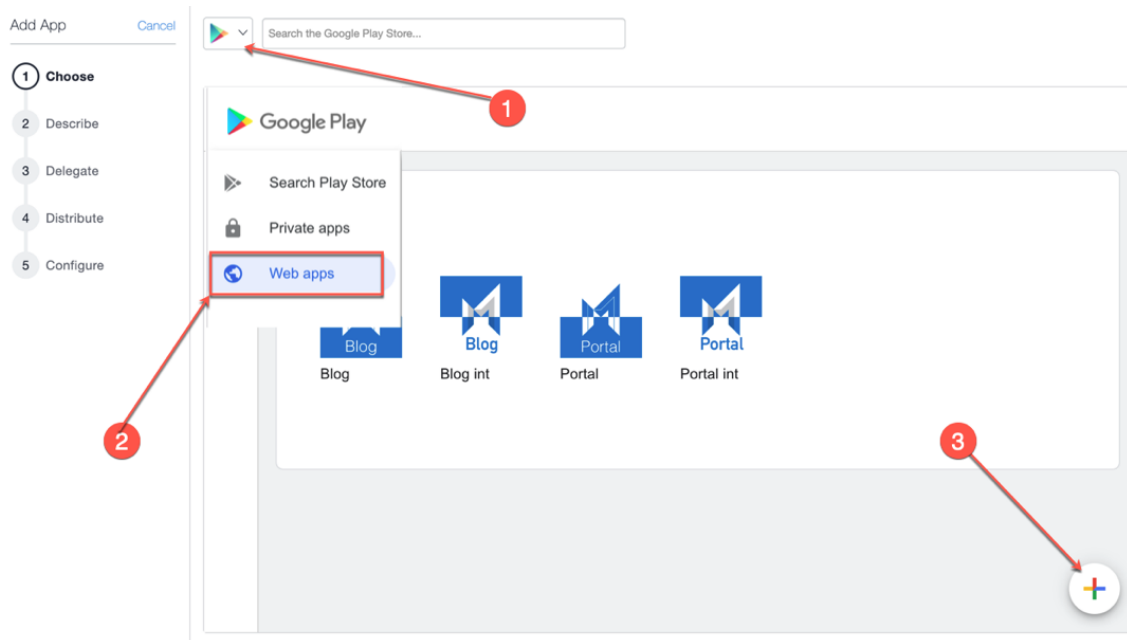 Add App
Cancel
1 Choose
2 Describe
3 Delegate
4 Distribute
5 Configure
Search the Google Play Store...
1
Google Play
Search Play Store
Private apps
Web apps
Blog
Blog
Portal
Portal
Blog
Blog int
Portal
Portal int
2
3